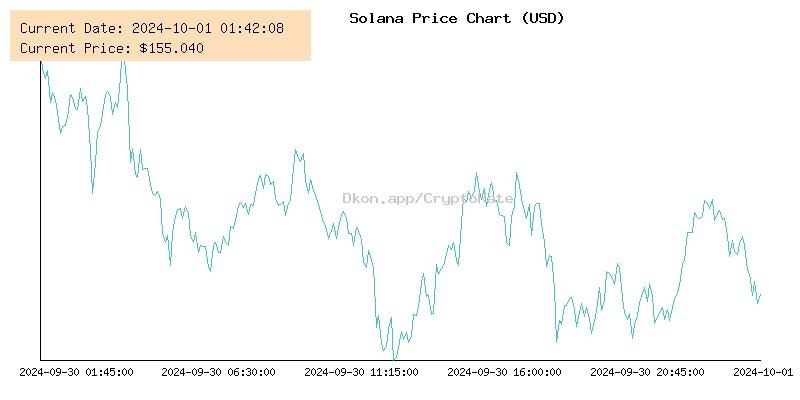 Solana Price Chart (USD)
Current Date: 2024-10-01 01:42:08
Current Price: $155.040
Dkon.app/CryptoRate
2024-09-30 01:45:00 2024-09-30 06:30:00 2024-09-30 11:15:00 2024-09-30 16:00:00 2024-09-30 20:45:00 2024-10-01